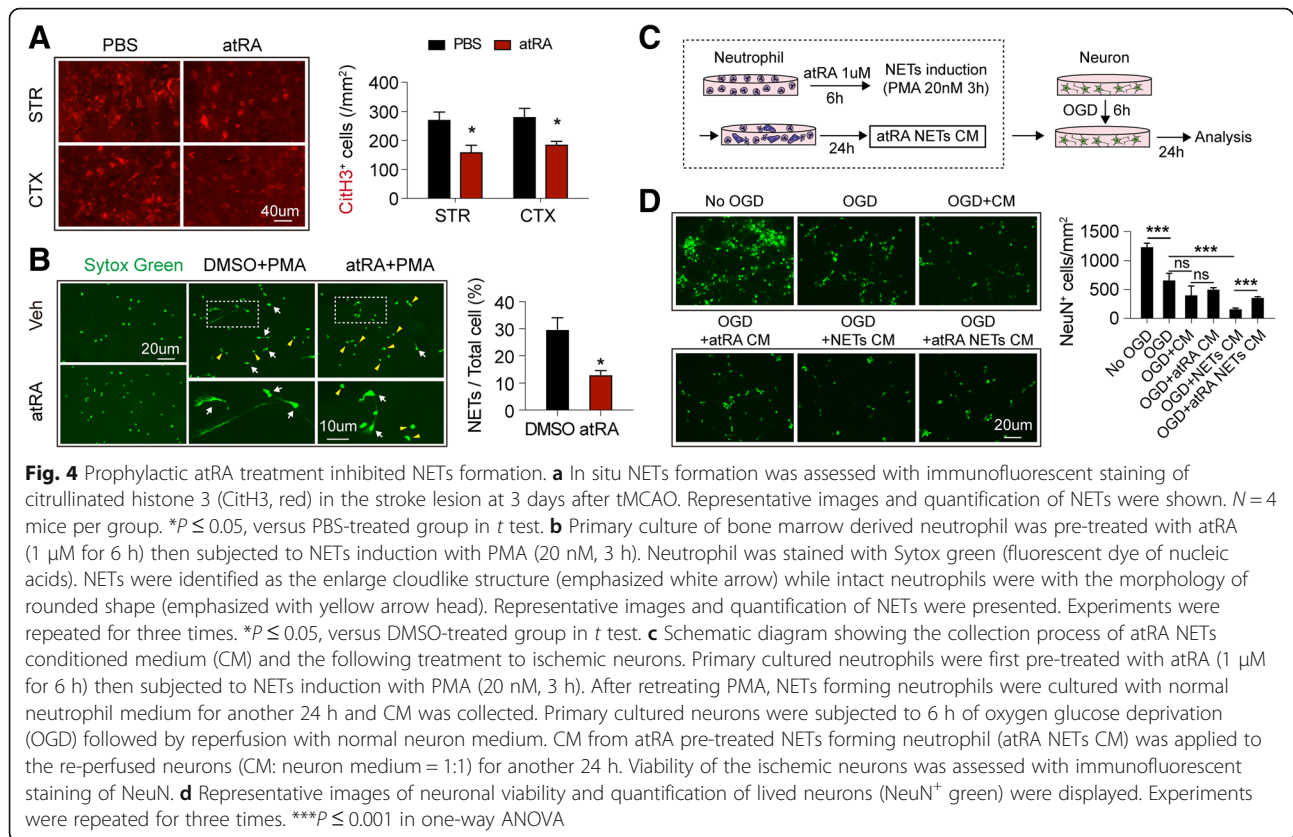 A
PBS
atRA
STR
CTX
40um
PBS
atRA
CitH3+ cells (/mm²)
400
300
200
100
0
*
*
STR
CTX
B
Sytox Green
DMSO+PMA
atRA+PMA
Veh
atRA
20um
10um
NETs / Total cell (%)
40
30
20
10
0
*
DMSO atRA
C
Neutrophil
atRA 1uM
6h
NETs induction
(PMA 20nM 3h)
24h
atRA NETs CM
Neuron
OGD
6h
24h
Analysis
D
No OGD
OGD
OGD+CM
OGD
+atRA CM
OGD
+NETs CM
OGD
+atRA NETs CM
20um
NeuN+ cells/mm²
1500
1000
500
0
***
***
ns
ns
***
No OGD
OGD
OGD+CM
OGD+atRA CM
OGD+NETs CM
OGD+atRA NETs CM
Fig. 4 Prophylactic atRA treatment inhibited NETs formation. a In situ NETs formation was assessed with immunofluorescent staining of
citrullinated histone 3 (CitH3, red) in the stroke lesion at 3 days after tMCAO. Representative images and quantification of NETs were shown. N = 4
mice per group. *P ≤ 0.05, versus PBS-treated group in t test. b Primary culture of bone marrow derived neutrophil was pre-treated with atRA
(1 μM for 6 h) then subjected to NETs induction with PMA (20 nM, 3 h). Neutrophil was stained with Sytox green (fluorescent dye of nucleic
acids). NETs were identified as the enlarge cloudlike structure (emphasized white arrow) while intact neutrophils were with the morphology of
rounded shape (emphasized with yellow arrow head). Representative images and quantification of NETs were presented. Experiments were
repeated for three times. *P ≤ 0.05, versus DMSO-treated group in t test. c Schematic diagram showing the collection process of atRA NETs
conditioned medium (CM) and the following treatment to ischemic neurons. Primary cultured neutrophils were first pre-treated with atRA (1 μM
for 6 h) then subjected to NETs induction with PMA (20 nM, 3 h). After retreating PMA, NETs forming neutrophils were cultured with normal
neutrophil medium for another 24 h and CM was collected. Primary cultured neurons were subjected to 6 h of oxygen glucose deprivation
(OGD) followed by reperfusion with normal neuron medium. CM from atRA pre-treated NETs forming neutrophil (atRA NETs CM) was applied to
the re-perfused neurons (CM: neuron medium = 1:1) for another 24 h. Viability of the ischemic neurons was assessed with immunofluorescent
staining of NeuN. d Representative images of neuronal viability and quantification of lived neurons (NeuN+ green) were displayed. Experiments
were repeated for three times. ***P ≤ 0.001 in one-way ANOVA